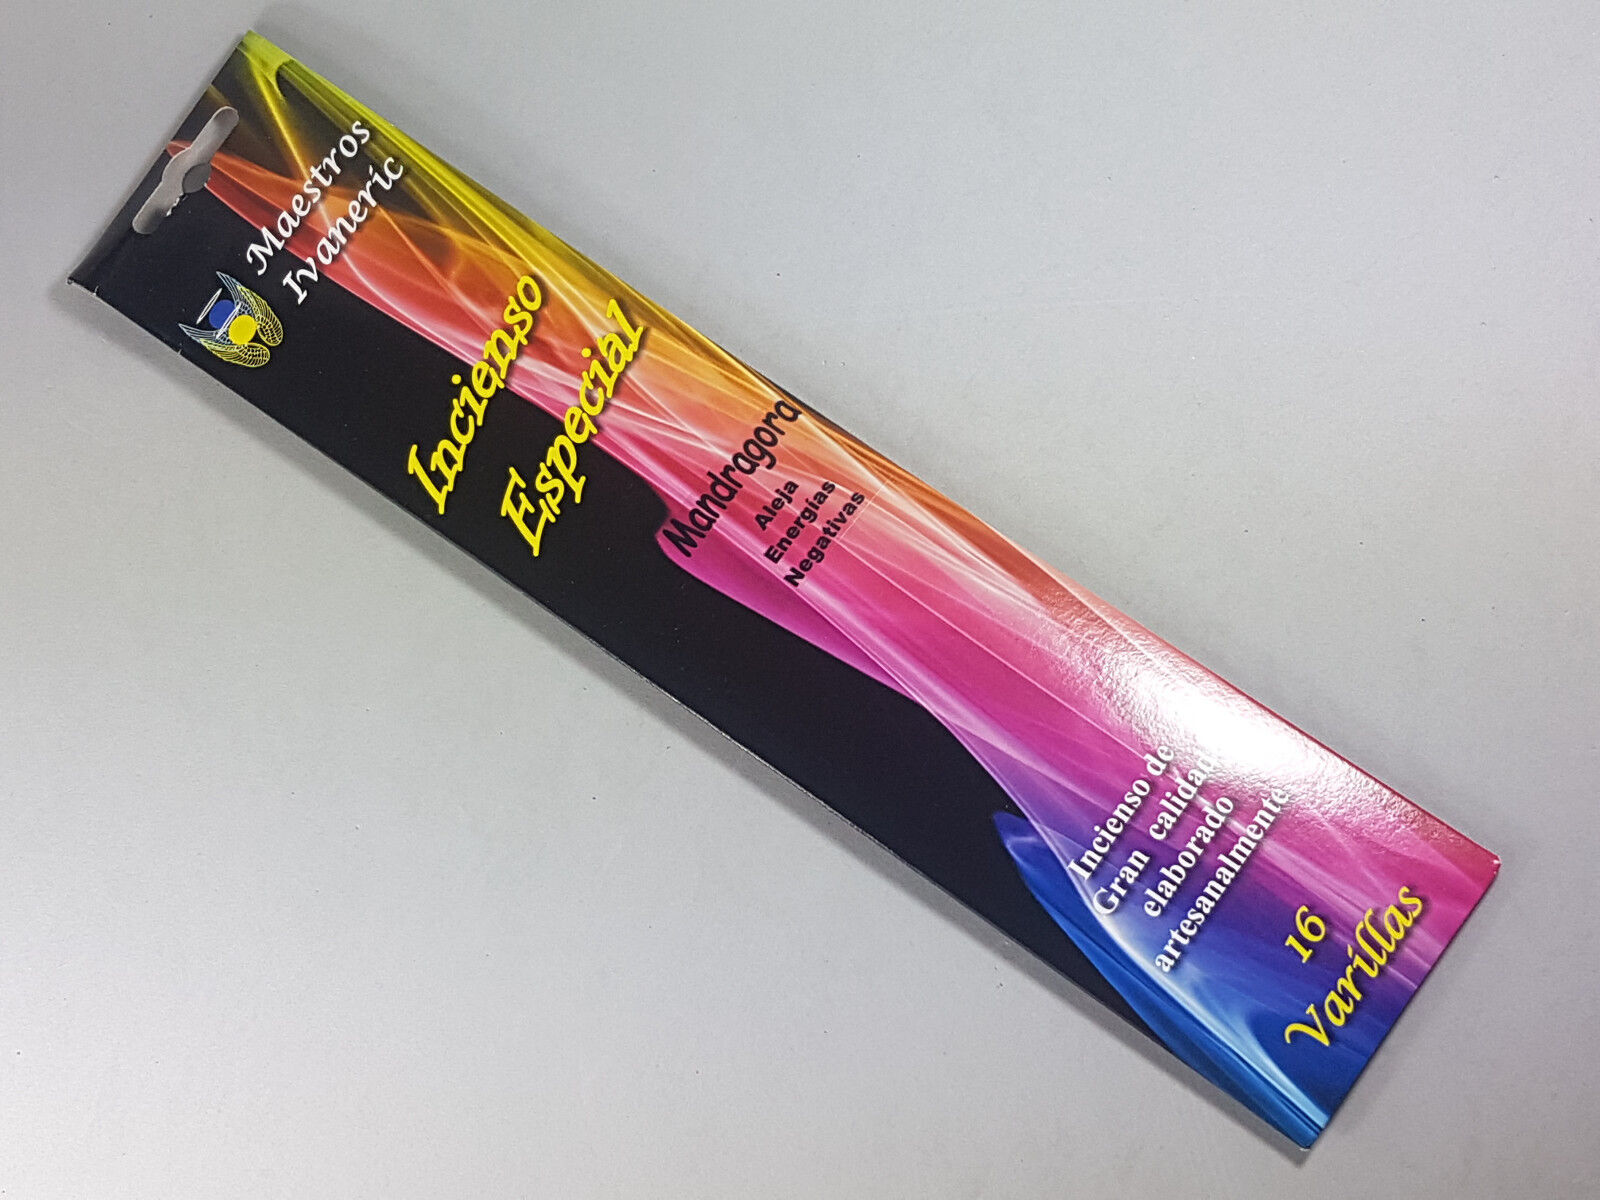 Maestros
Ivaneric
Incienso
Especial
Mandragora
Aleja
Energías
Negativas
Incienso de
Gran calidad
elaborado
artesanalmente
16
Varillas